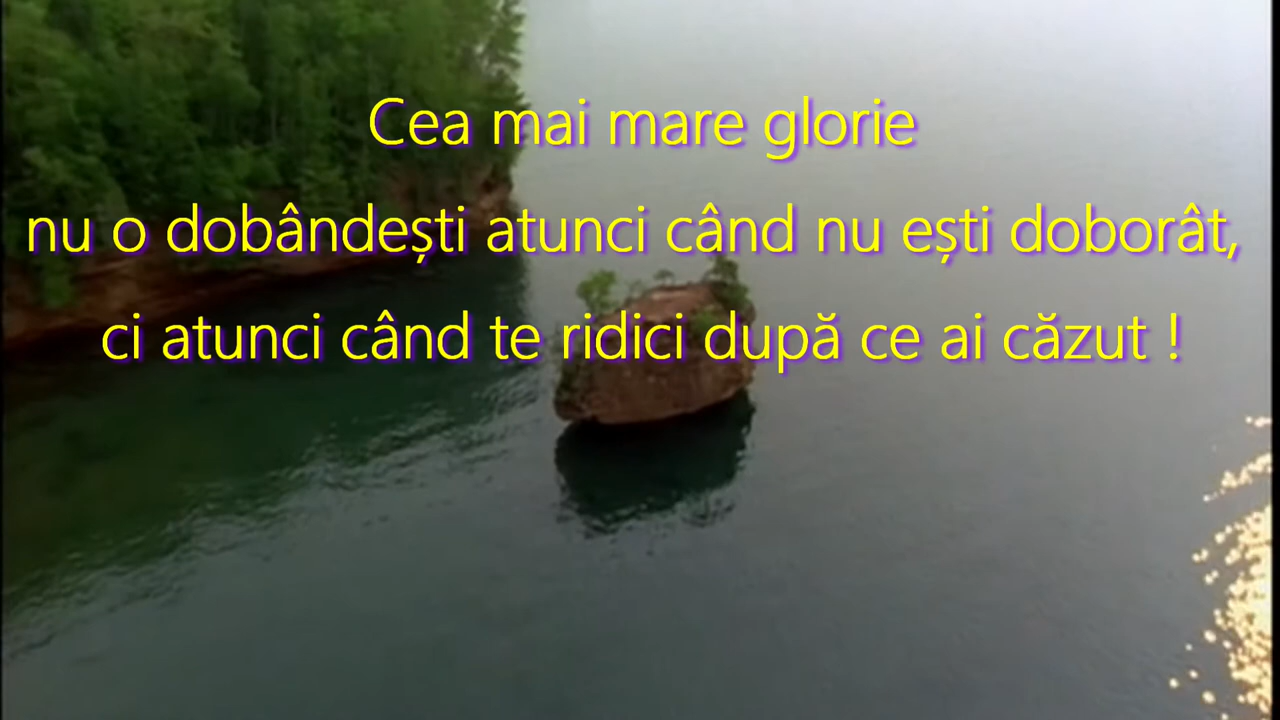 Cea mai mare glorie
nu o dobândești atunci când nu ești doborât,
ci atunci când te ridici după ce ai căzut !